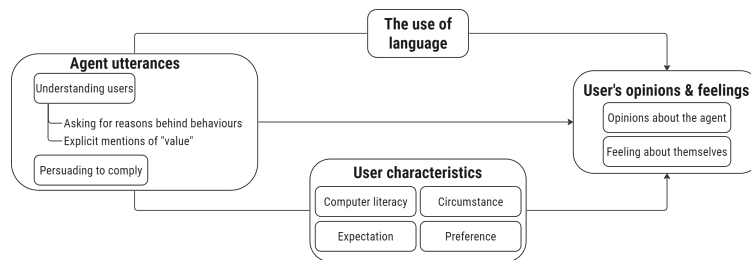 The use of
language
Agent utterances
Understanding users
Asking for reasons behind behaviours
Explicit mentions of "value"
Persuading to comply
User's opinions & feelings
Opinions about the agent
Feeling about themselves
User characteristics
Computer literacy
Circumstance
Expectation
Preference